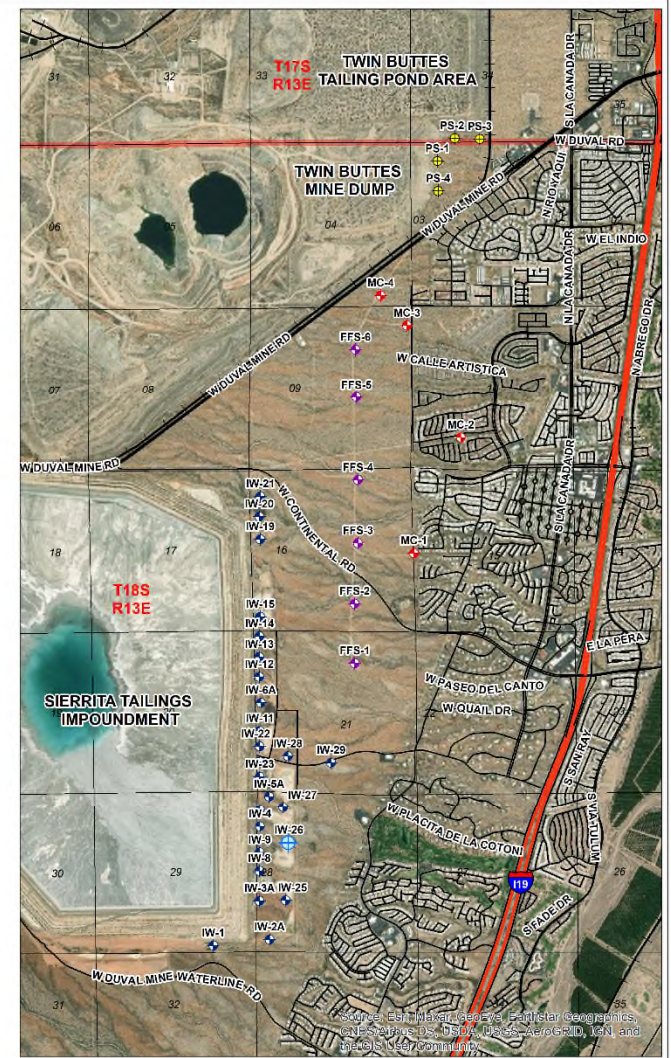 TWIN BUTTES
TAILING POND AREA
T17S
R13E
31
32
33
34
35
S LA CANADA DR
PS-2
PS-3
W DUVAL RD
PS-1
PS-4
TWIN BUTTES
MINE DUMP
N RIO YAQUI
W DUVAL MINE RD
06
05
04
03
W EL INDIO
N LA CANADA DR
N ABREGO DR
MC-4
MC-3
FFS-6
W CALLE ARTISTICA
W DUVAL MINE RD
07
08
09
FFS-5
MC-2
W DUVAL MINE RD
FFS-4
IW-21
IW-20
IW-19
W CONTINENTAL RD
S LA CANADA DR
18
17
16
FFS-3
MC-1
T18S
R13E
FFS-2
IW-15
IW-14
IW-13
IW-12
FFS-1
E LA PERA
W PASEO DEL CANTO
SIERRITA TAILINGS
IMPOUNDMENT
IW-6A
IW-11
IW-22
21
22
W QUAIL DR
IW-28
IW-29
IW-23
IW-5A
IW-27
S SAN RAY
IW-4
IW-26
IW-9
IW-8
W PLACITA DE LA COTONI
S VIA TULUM
30
29
28
26
I19
IW-3A
IW-25
S FADE DR
IW-1
IW-2A
W DUVAL MINE WATERLINE RD
31
32
33
35
Source: Esri, Maxar, GeoEye, Earthstar Geographics,
CNES/Airbus DS, USDA, USGS, AeroGRID, IGN, and
the GIS User Community